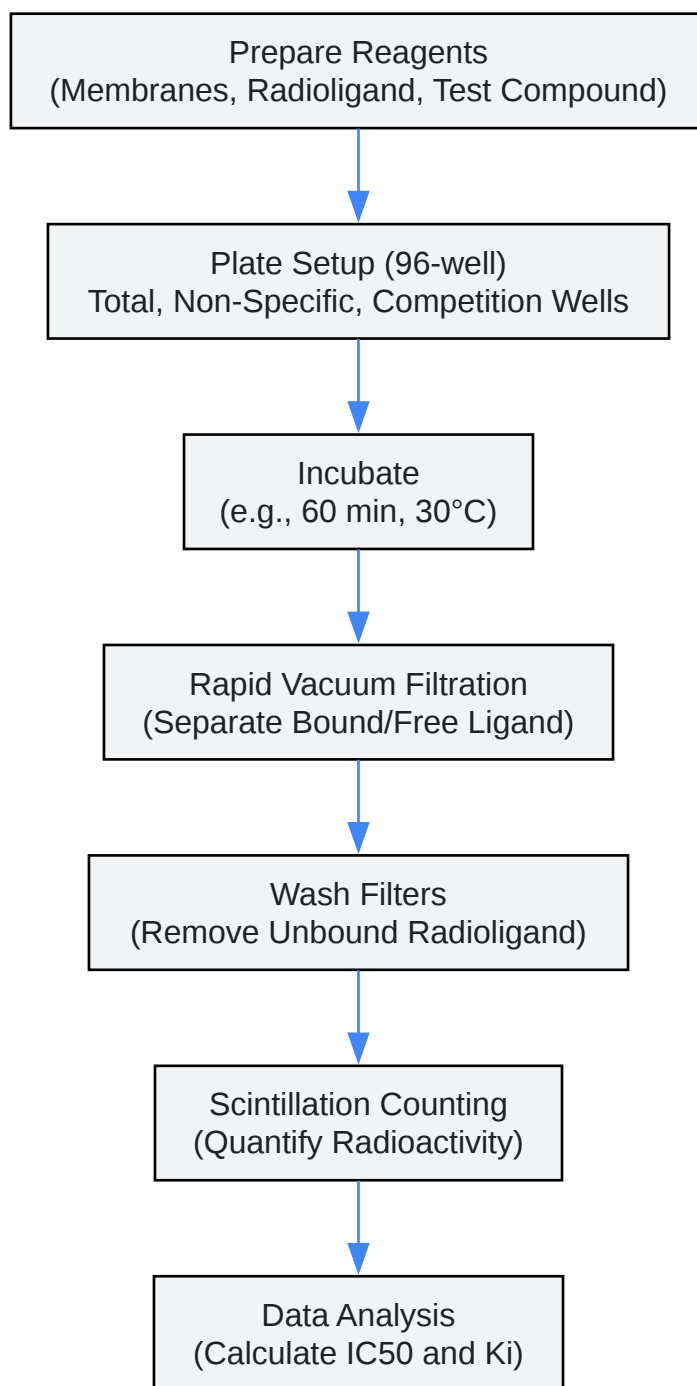 Prepare Reagents
(Membranes, Radioligand, Test Compound)
Plate Setup (96-well)
Total, Non-Specific, Competition Wells
Incubate
(e.g., 60 min, 30°C)
Rapid Vacuum Filtration
(Separate Bound/Free Ligand)
Wash Filters
(Remove Unbound Radioligand)
Scintillation Counting
(Quantify Radioactivity)
Data Analysis
(Calculate IC50 and Ki)